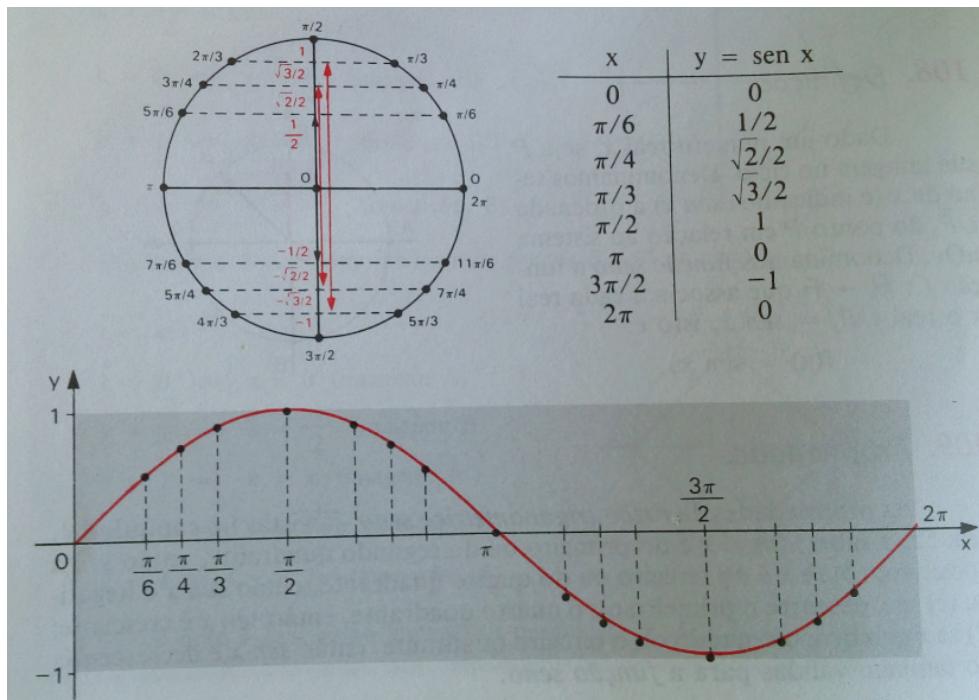 π/2
2π/3 1 π/3
√3/2
3π/4 √2/2 π/4
5π/6 1/2 π/6
π 0 0
2π
7π/6 −1/2 11π/6
5π/4 −√2/2 7π/4
4π/3 −√3/2 5π/3
−1
3π/2
x y = sen x
0 0
π/6 1/2
π/4 √2/2
π/3 √3/2
π/2 1
π 0
3π/2 1
2π 0
y
1
3π/2 2π
0 π/6 π/4 π/3 π/2 π x
−1